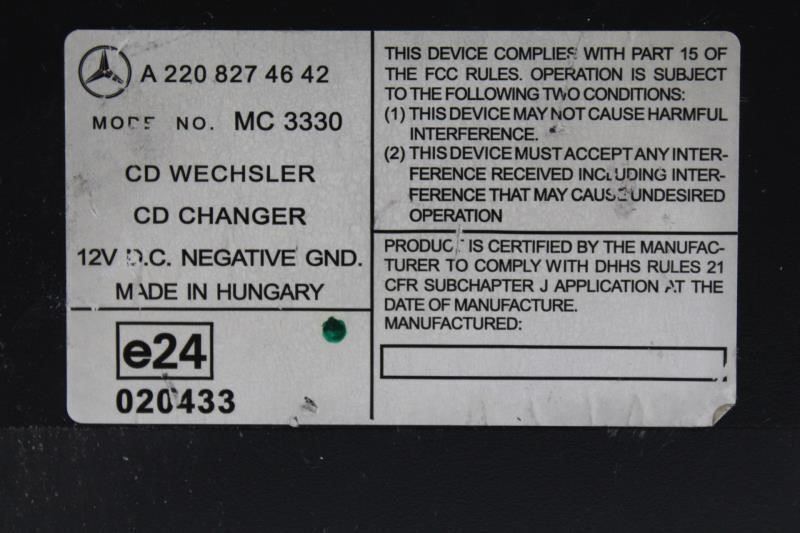 A 220 827 46 42
MODE NO. MC 3330
CD WECHSLER
CD CHANGER
12V D.C. NEGATIVE GND.
MADE IN HUNGARY
e24
020433
THIS DEVICE COMPLIES WITH PART 15 OF
THE FCC RULES. OPERATION IS SUBJECT
TO THE FOLLOWING TWO CONDITIONS:
(1) THIS DEVICE MAY NOT CAUSE HARMFUL
INTERFERENCE.
(2) THIS DEVICE MUST ACCEPT ANY INTER-
FERENCE RECEIVED INCLUDING INTER-
FERENCE THAT MAY CAUSE UNDESIRED
OPERATION
PRODUCT IS CERTIFIED BY THE MANUFAC-
TURER TO COMPLY WITH DHHS RULES 21
CFR SUBCHAPTER J APPLICATION AT THE
DATE OF MANUFACTURE.
MANUFACTURED: